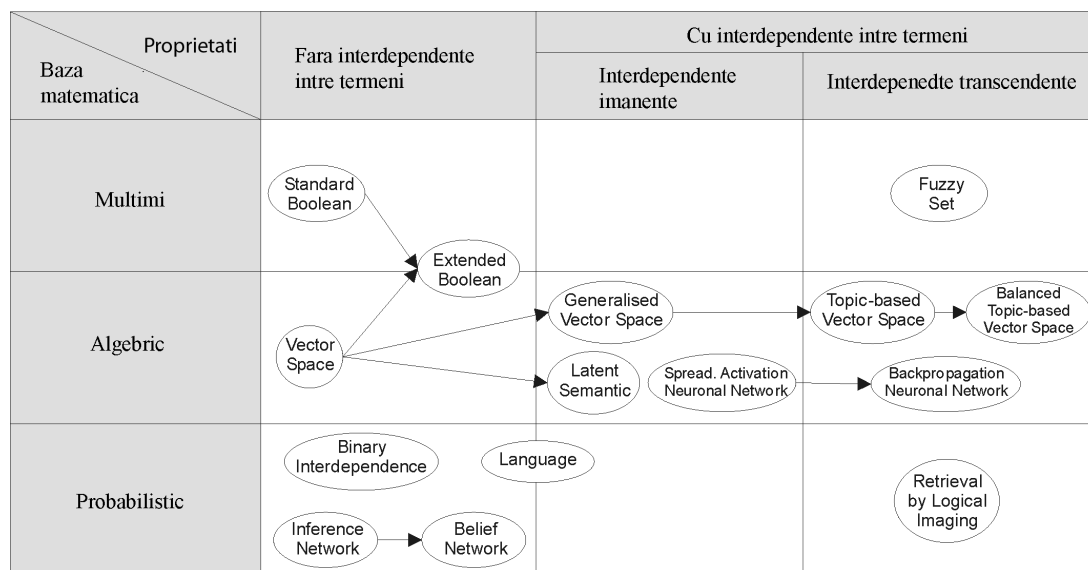 Proprietati
Baza
matematica
Fara interdependente
intre termeni
Cu interdependente intre termeni
Interdependente
imanente
Interdepenedte transcendente
Multimi
Standard
Boolean
Fuzzy
Set
Extended
Boolean
Algebric
Vector
Space
Generalised
Vector Space
Topic-based
Vector Space
Balanced
Topic-based
Vector Space
Latent
Semantic
Spread. Activation
Neuronal Network
Backpropagation
Neuronal Network
Probabilistic
Binary
Interdependence
Language
Retrieval
by Logical
Imaging
Inference
Network
Belief
Network